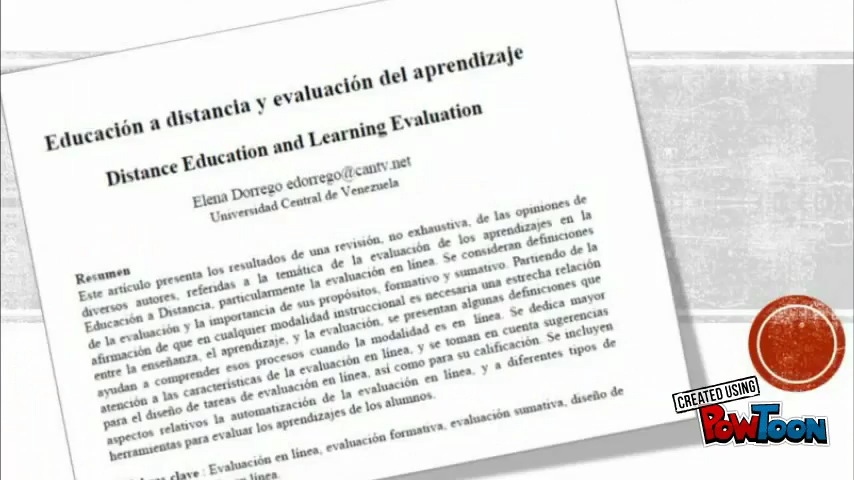 Educación a distancia y evaluación del aprendizaje
Distance Education and Learning Evaluation
Elena Dorrego edorrego@cantv.net
Universidad Central de Venezuela
Resumen
Este artículo presenta los resultados de una revisión, no exhaustiva, de las opiniones de
diversos autores, referidas a la temática de la evaluación de los aprendizajes en la
Educación a Distancia, particularmente la evaluación en línea. Se consideran definiciones
de la evaluación y la importancia de sus propósitos, formativo y sumativo. Partiendo de la
afirmación de que en cualquier modalidad instruccional es necesaria una estrecha relación
entre la enseñanza, el aprendizaje, y la evaluación, se presentan algunas definiciones que
ayudan a comprender esos procesos cuando la modalidad es en línea. Se dedica mayor
atención a las características de la evaluación en línea, y se toman en cuenta sugerencias
para el diseño de tareas de evaluación en línea, así como para su calificación. Se incluyen
aspectos relativos la automatización de la evaluación en línea, y a diferentes tipos de
herramientas para evaluar los aprendizajes de los alumnos.
clave : Evaluación en línea, evaluación formativa, evaluación sumativa, diseño de
en línea.
CREATED USING
POWTOON